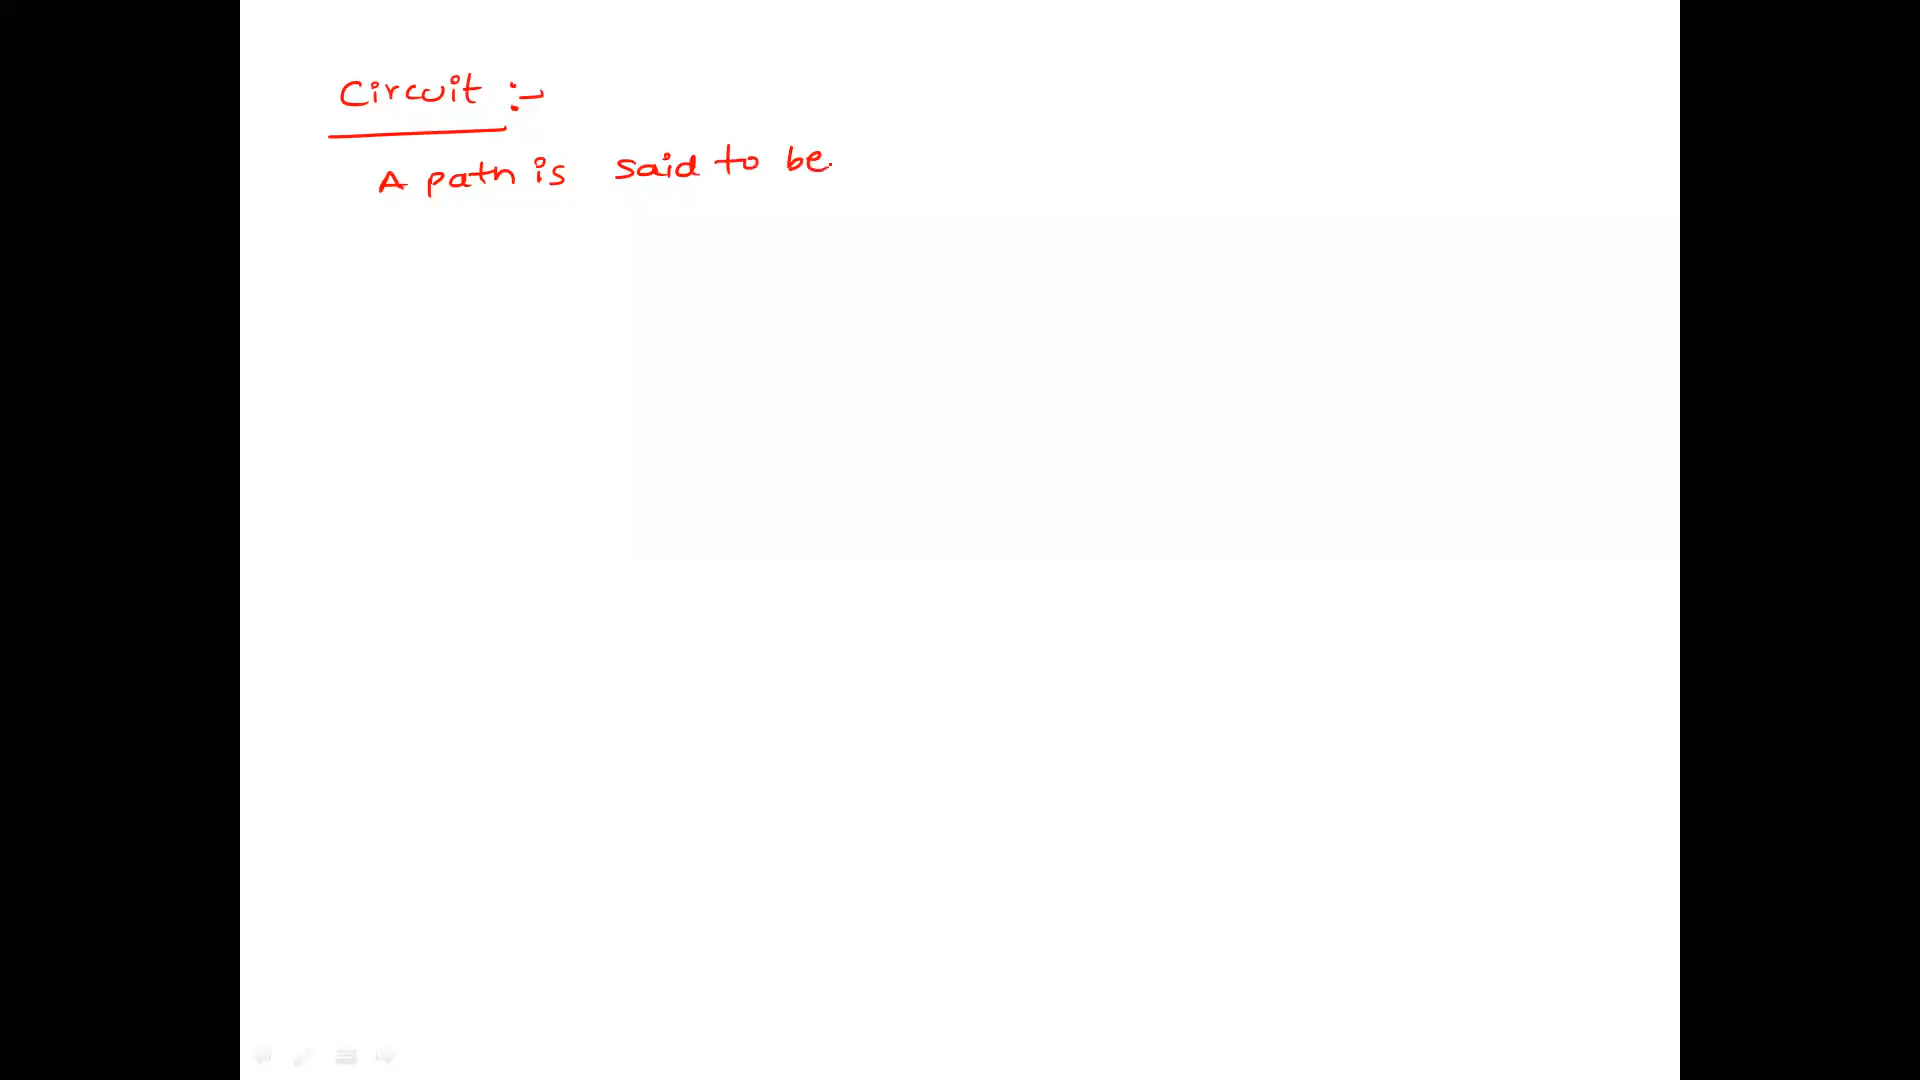 Circuit :-
A path is said to be